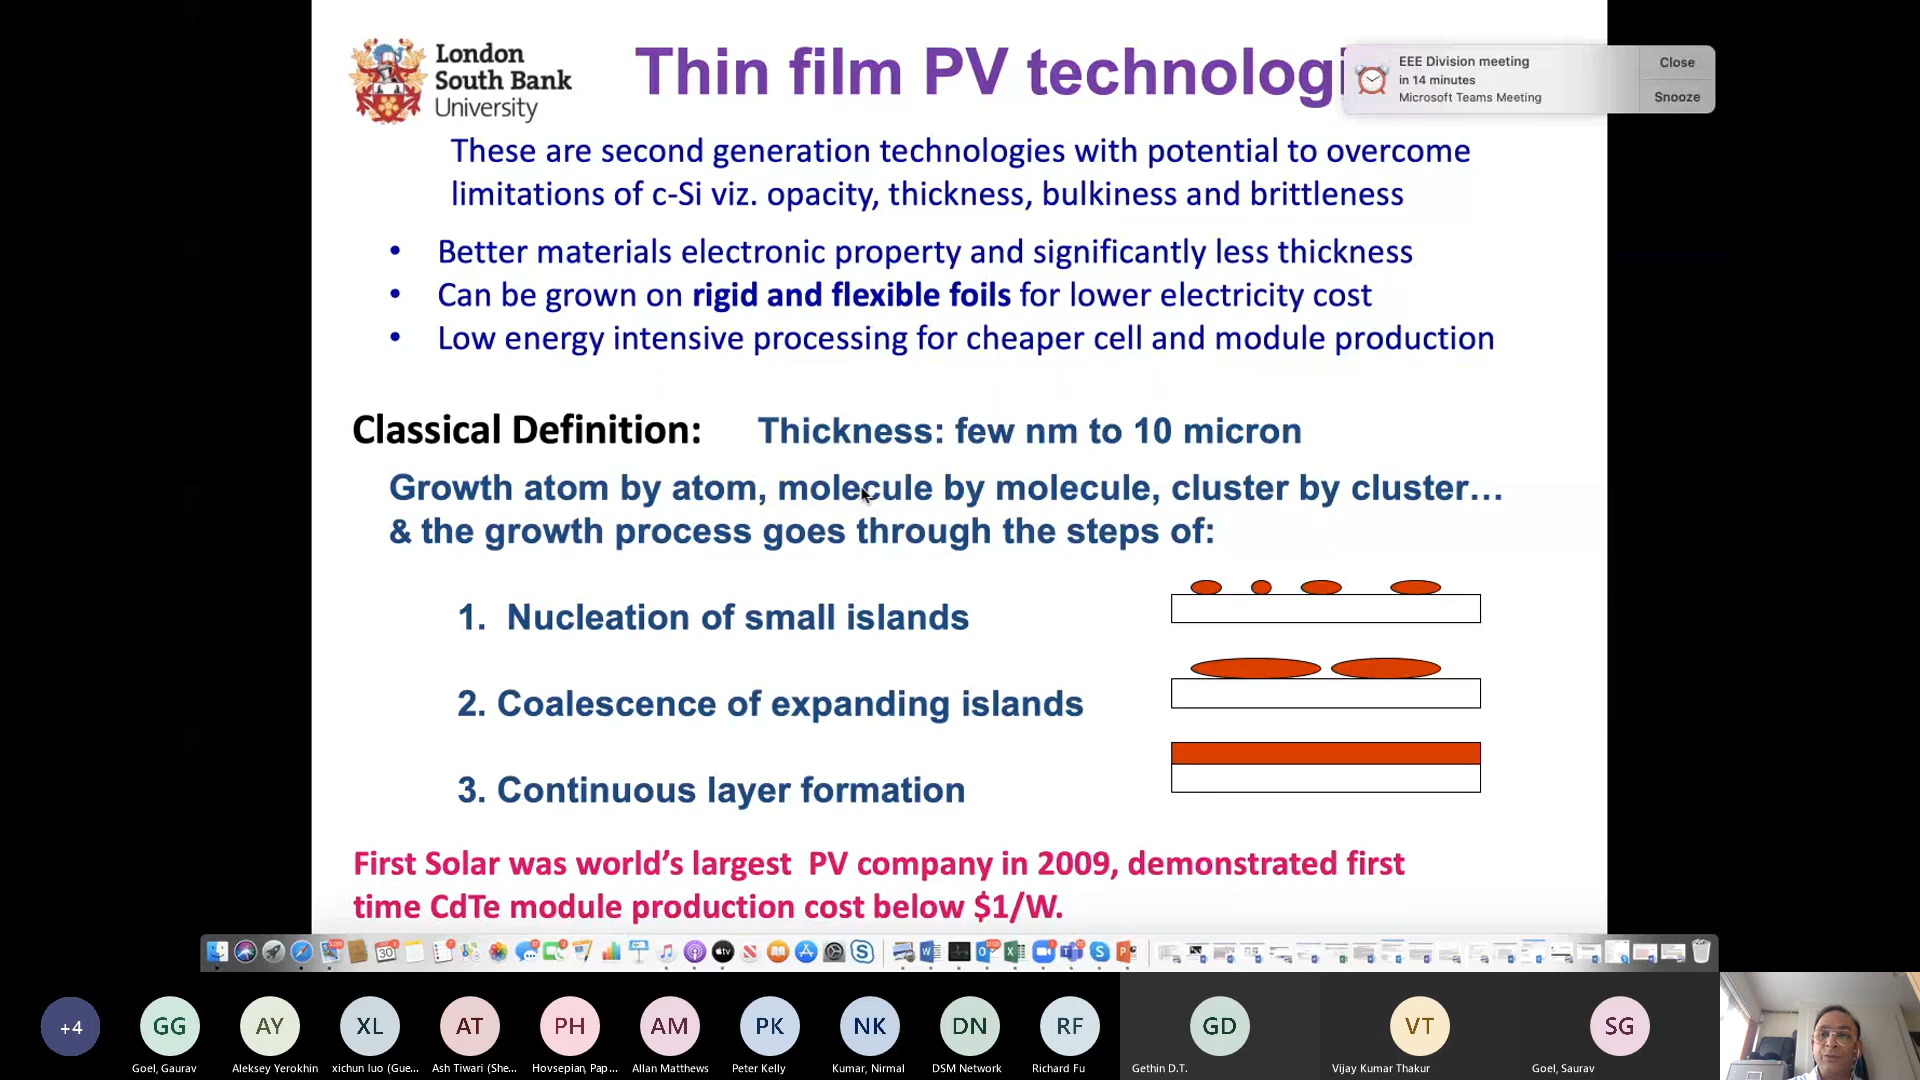 London
South Bank
University
Thin film PV technologi
EEE Division meeting
in 14 minutes
Microsoft Teams Meeting
Close
Snooze
These are second generation technologies with potential to overcome
limitations of c-Si viz. opacity, thickness, bulkiness and brittleness
• Better materials electronic property and significantly less thickness
• Can be grown on rigid and flexible foils for lower electricity cost
• Low energy intensive processing for cheaper cell and module production
Classical Definition: Thickness: few nm to 10 micron
Growth atom by atom, molecule by molecule, cluster by cluster...
& the growth process goes through the steps of:
1. Nucleation of small islands
2. Coalescence of expanding islands
3. Continuous layer formation
First Solar was world’s largest PV company in 2009, demonstrated first
time CdTe module production cost below $1/W.
30
+4
GG
AY
XL
AT
PH
AM
PK
NK
DN
RF
GD
VT
SG
Goel, Gaurav
Aleksey Yerokhin
xichun luo (Gue...
Ash Tiwari (She...
Hovsepian, Pap...
Allan Matthews
Peter Kelly
Kumar, Nirmal
DSM Network
Richard Fu
Gethin D.T.
Vijay Kumar Thakur
Goel, Saurav